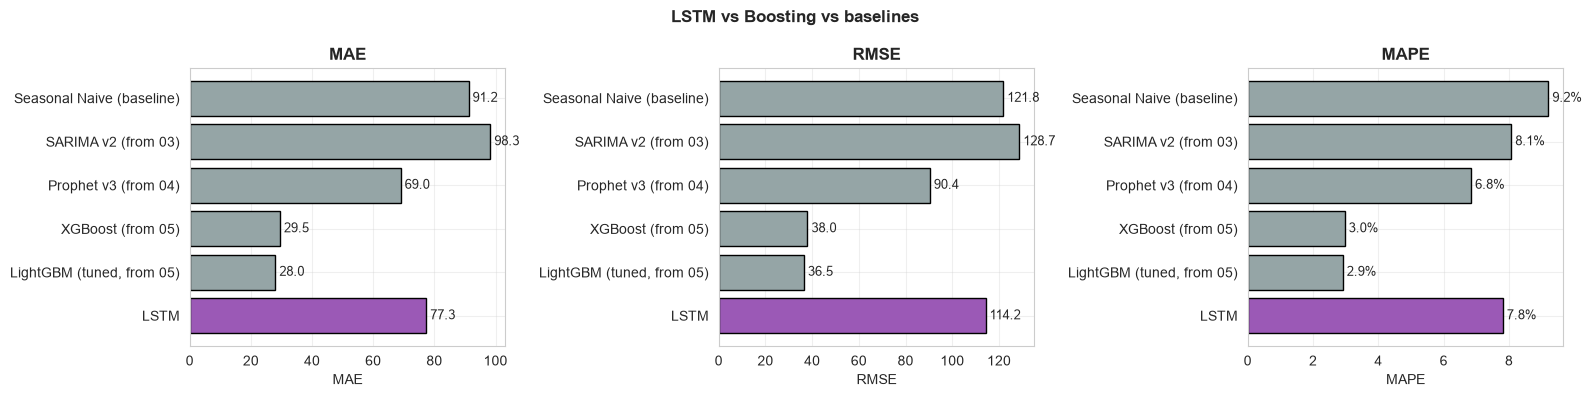 LSTM vs Boosting vs baselines
MAE
Seasonal Naive (baseline)
SARIMA v2 (from 03)
Prophet v3 (from 04)
XGBoost (from 05)
LightGBM (tuned, from 05)
LSTM
91.2
98.3
69.0
29.5
28.0
77.3
0 20 40 60 80 100
MAE
RMSE
Seasonal Naive (baseline)
SARIMA v2 (from 03)
Prophet v3 (from 04)
XGBoost (from 05)
LightGBM (tuned, from 05)
LSTM
121.8
128.7
90.4
38.0
36.5
114.2
0 20 40 60 80 100 120
RMSE
MAPE
Seasonal Naive (baseline)
SARIMA v2 (from 03)
Prophet v3 (from 04)
XGBoost (from 05)
LightGBM (tuned, from 05)
LSTM
9.2%
8.1%
6.8%
3.0%
2.9%
7.8%
0 2 4 6 8
MAPE